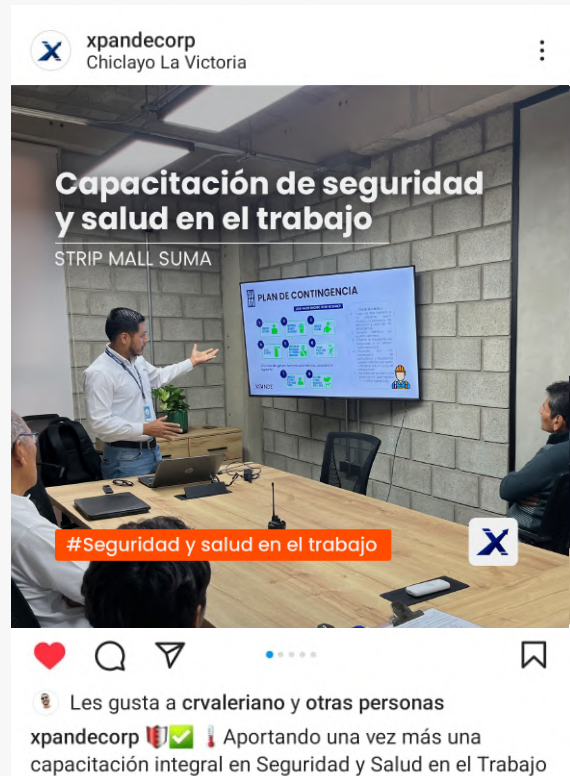 xpandecorp
Chiclayo La Victoria
Capacitación de seguridad
y salud en el trabajo
STRIP MALL SUMA
PLAN DE CONTINGENCIA
#Seguridad y salud en el trabajo
Les gusta a crvaleriano y otras personas
xpandecorp Aportando una vez más una
capacitación integral en Seguridad y Salud en el Trabajo